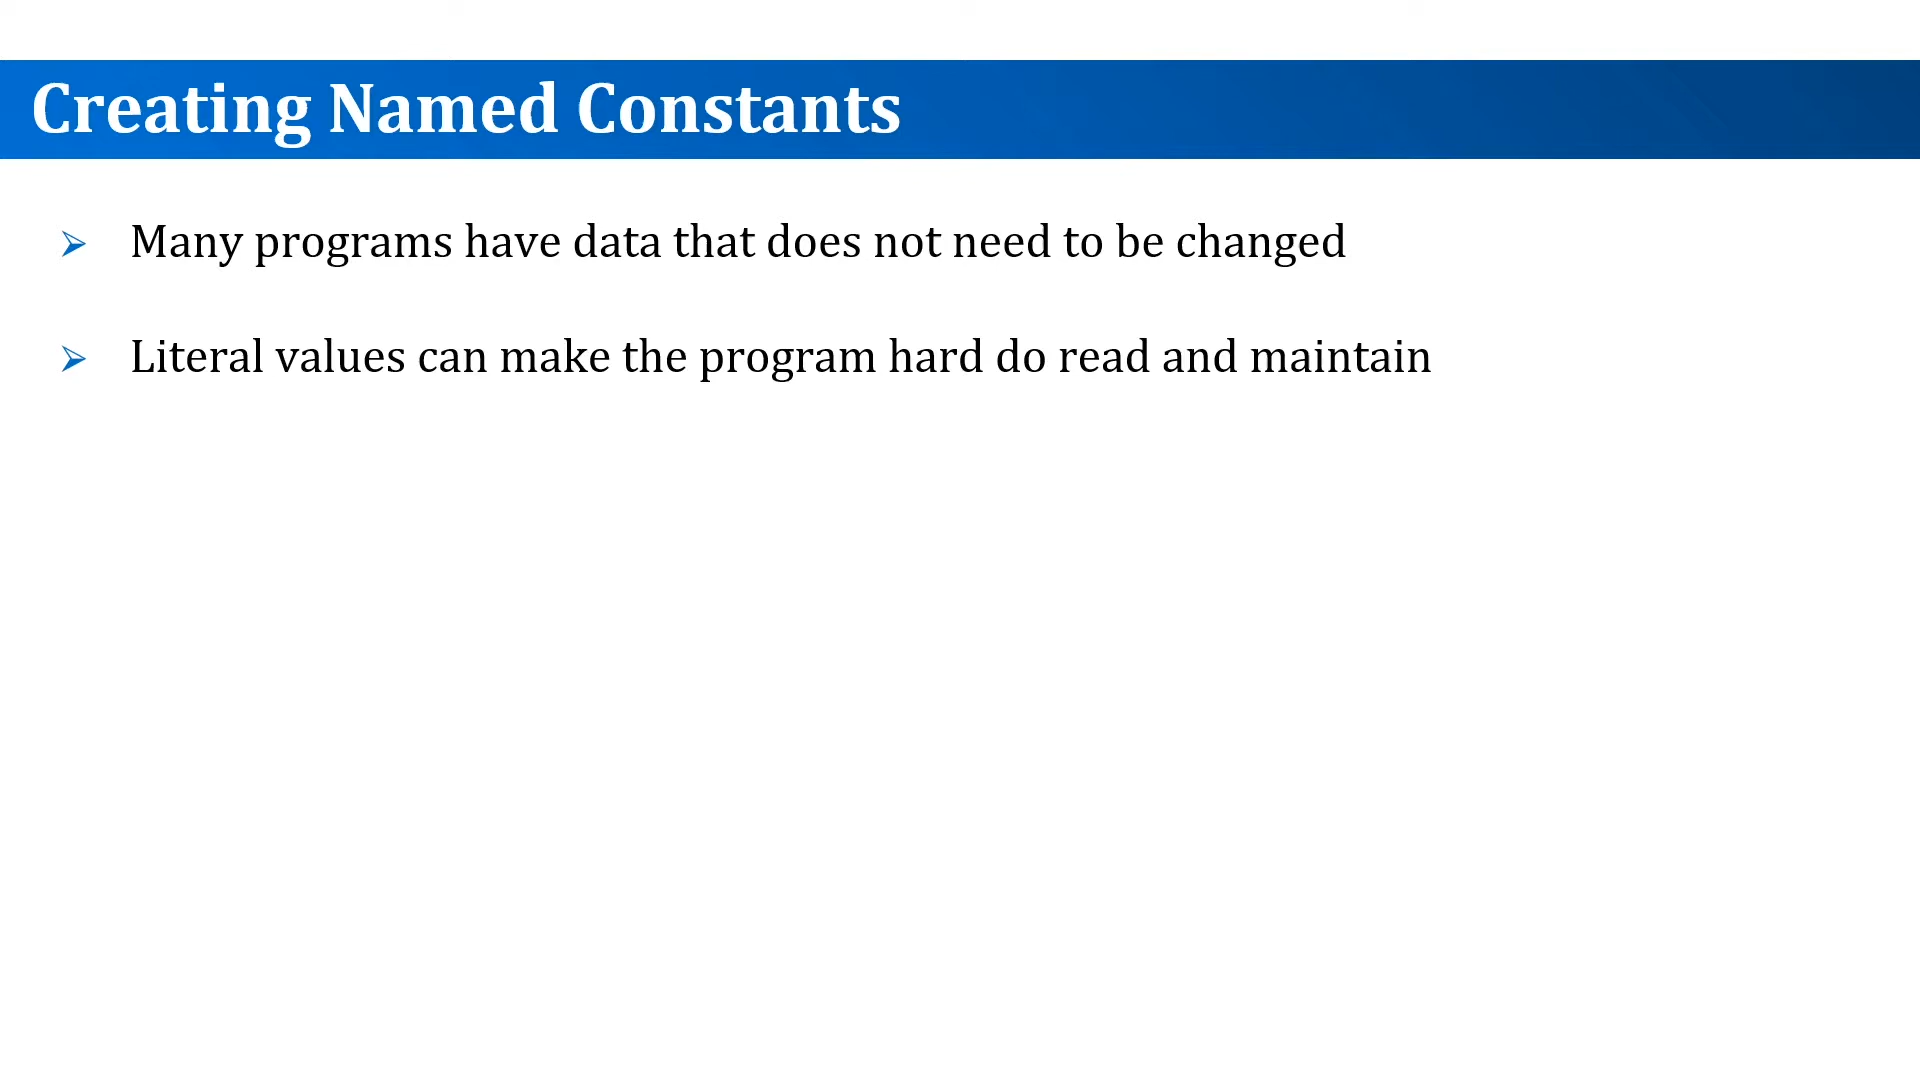 Creating Named Constants
➢ Many programs have data that does not need to be changed
➢ Literal values can make the program hard do read and maintain